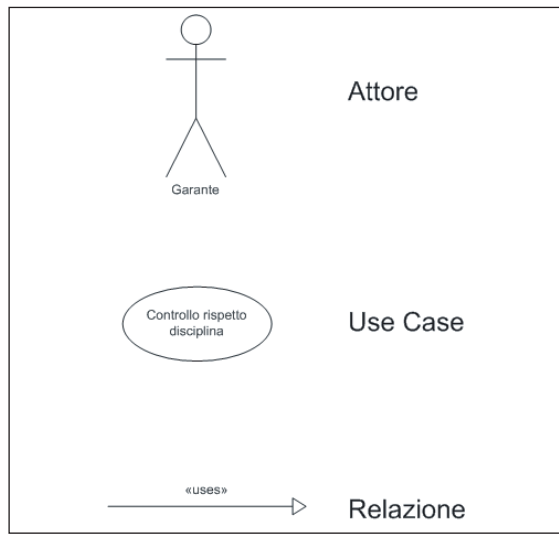 Attore
Garante
Controllo rispetto
disciplina
Use Case
«uses»
Relazione